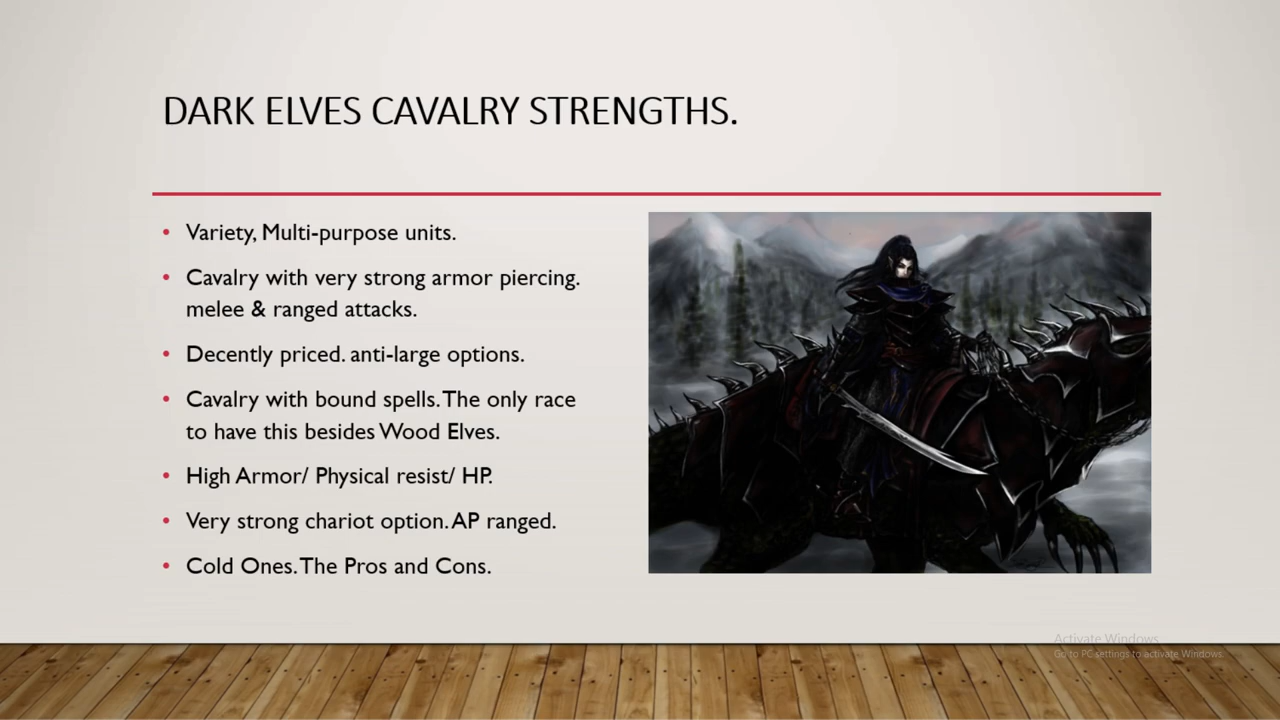 DARK ELVES CAVALRY STRENGTHS.
Variety, Multi-purpose units.
Cavalry with very strong armor piercing.
melee & ranged attacks.
Decently priced. anti-large options.
Cavalry with bound spells. The only race
to have this besides Wood Elves.
High Armor/ Physical resist/ HP.
Very strong chariot option. AP ranged.
Cold Ones. The Pros and Cons.
Activate Windows
Go to PC settings to activate Windows.